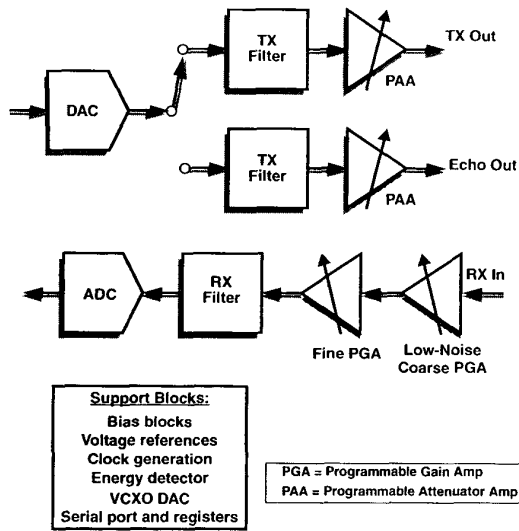 TX
Filter
TX Out
PAA
DAC
TX
Filter
Echo Out
PAA
ADC
RX
Filter
RX In
Fine PGA
Low-Noise
Coarse PGA
Support Blocks:
Bias blocks
Voltage references
Clock generation
Energy detector
VCXO DAC
Serial port and registers
PGA = Programmable Gain Amp
PAA = Programmable Attenuator Amp